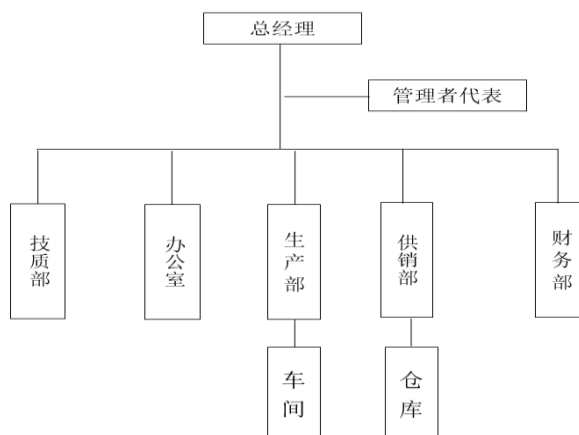 总经理
管理者代表
技质部
办公室
生产部
供销部
财务部
车间
仓库